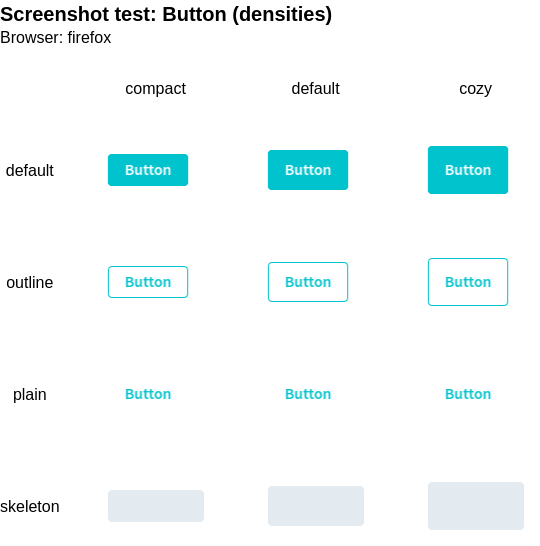 Screenshot test: Button (densities)
Browser: firefox
compact default cozy
default Button Button Button
outline Button Button Button
plain Button Button Button
skeleton